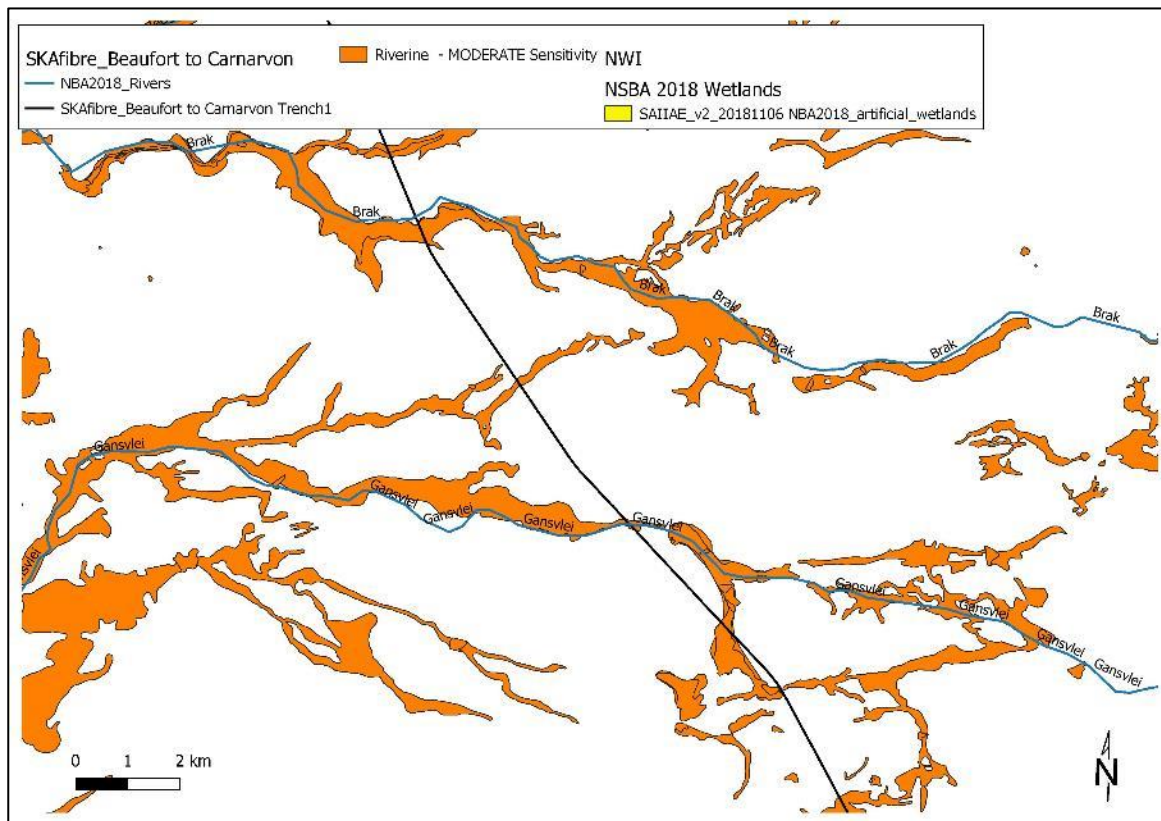 SKAfibre_Beaufort to Carnarvon
NBA2018_Rivers
SKAfibre_Beaufort to Carnarvon Trench1
Riverine - MODERATE Sensitivity
NWI
NSBA 2018 Wetlands
SAIIAE_v2_20181106 NBA2018_artificial_wetlands
Brak
Brak
Brak
Brak
Brak
Brak
Brak
Gansvlei
Gansvlei
Gansvlei
Gansvlei
Gansvlei
Gansvlei
Gansvlei
Gansvlei
Gansvlei
0 1 2 km
N